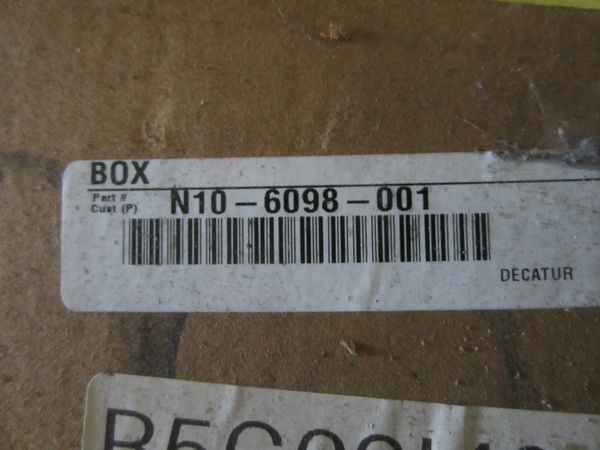 BOX
Part #
Cust (P)
N10-6098-001
DECATUR